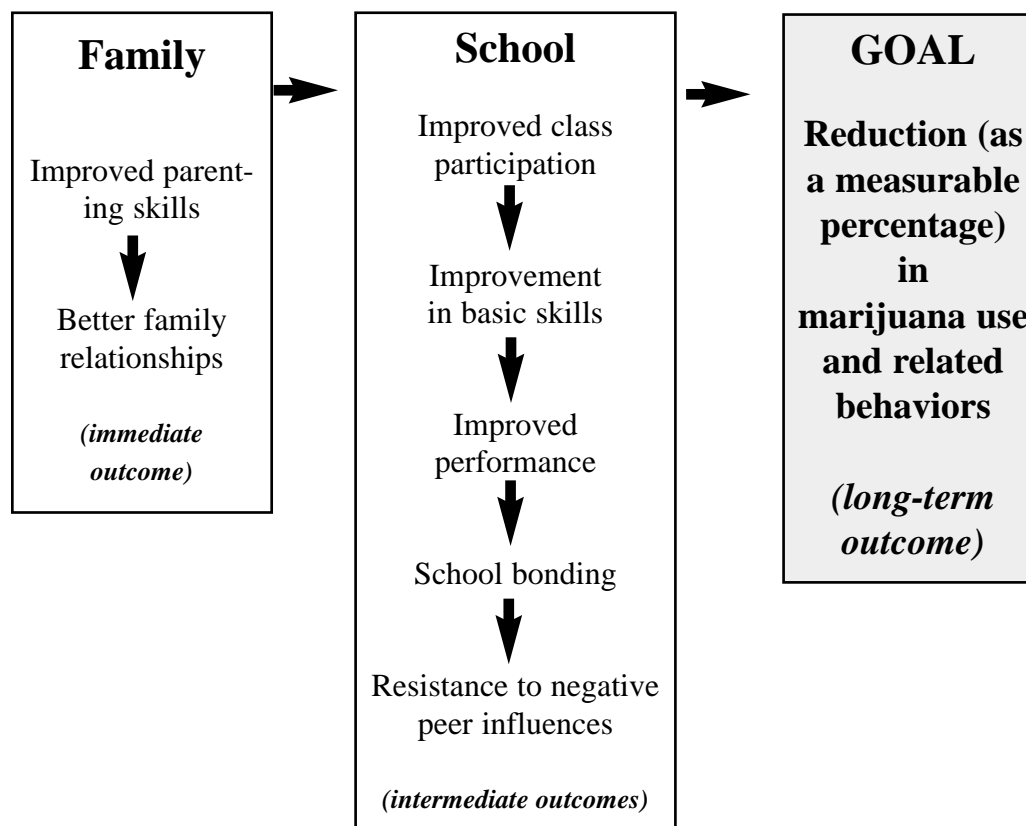 Family
Improved parent-
ing skills
Better family
relationships
(immediate
outcome)
School
Improved class
participation
Improvement
in basic skills
Improved
performance
School bonding
Resistance to negative
peer influences
(intermediate outcomes)
GOAL
Reduction (as
a measurable
percentage)
in
marijuana use
and related
behaviors
(long-term
outcome)